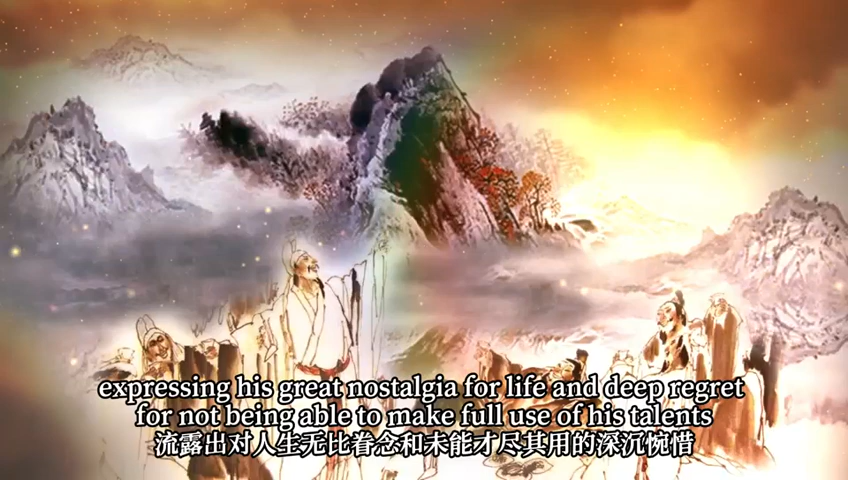 expressing his great nostalgia for life and deep regret
for not being able to make full use of his talents
流露出对人生无比眷念和未能才尽其用的深沉惋惜